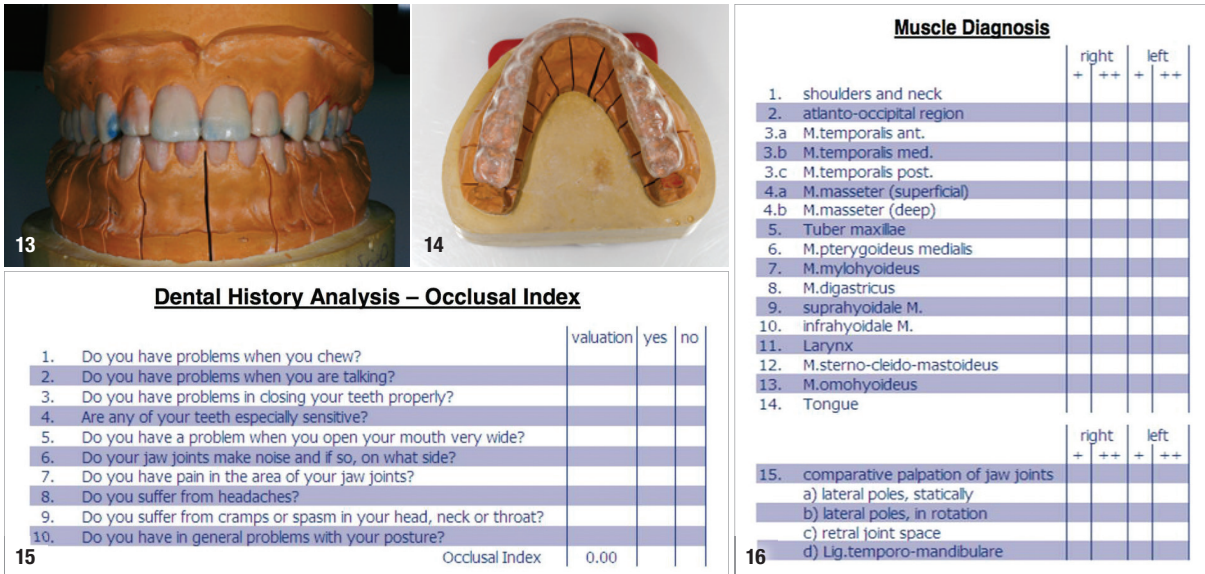 13
14
Dental History Analysis – Occlusal Index
valuation yes no
1. Do you have problems when you chew?
2. Do you have problems when you are talking?
3. Do you have problems in closing your teeth properly?
4. Are any of your teeth especially sensitive?
5. Do you have a problem when you open your mouth very wide?
6. Do your jaw joints make noise and if so, on what side?
7. Do you have pain in the area of your jaw joints?
8. Do you suffer from headaches?
9. Do you suffer from cramps or spasm in your head, neck or throat?
10. Do you have in general problems with your posture?
Occlusal Index 0.00
15
Muscle Diagnosis
right left
+ ++ + ++
1. shoulders and neck
2. atlanto-occipital region
3.a M.temporalis ant.
3.b M.temporalis med.
3.c M.temporalis post.
4.a M.masseter (superficial)
4.b M.masseter (deep)
5. Tuber maxillae
6. M.pterygoideus medialis
7. M.mylohyoideus
8. M.digastricus
9. suprahyoidale M.
10. infrahyoidale M.
11. Larynx
12. M.sterno-cleido-mastoideus
13. M.omohyoideus
14. Tongue
right left
+ ++ + ++
15. comparative palpation of jaw joints
a) lateral poles, statically
b) lateral poles, in rotation
c) retral joint space
d) Lig.temporo-mandibulare
16